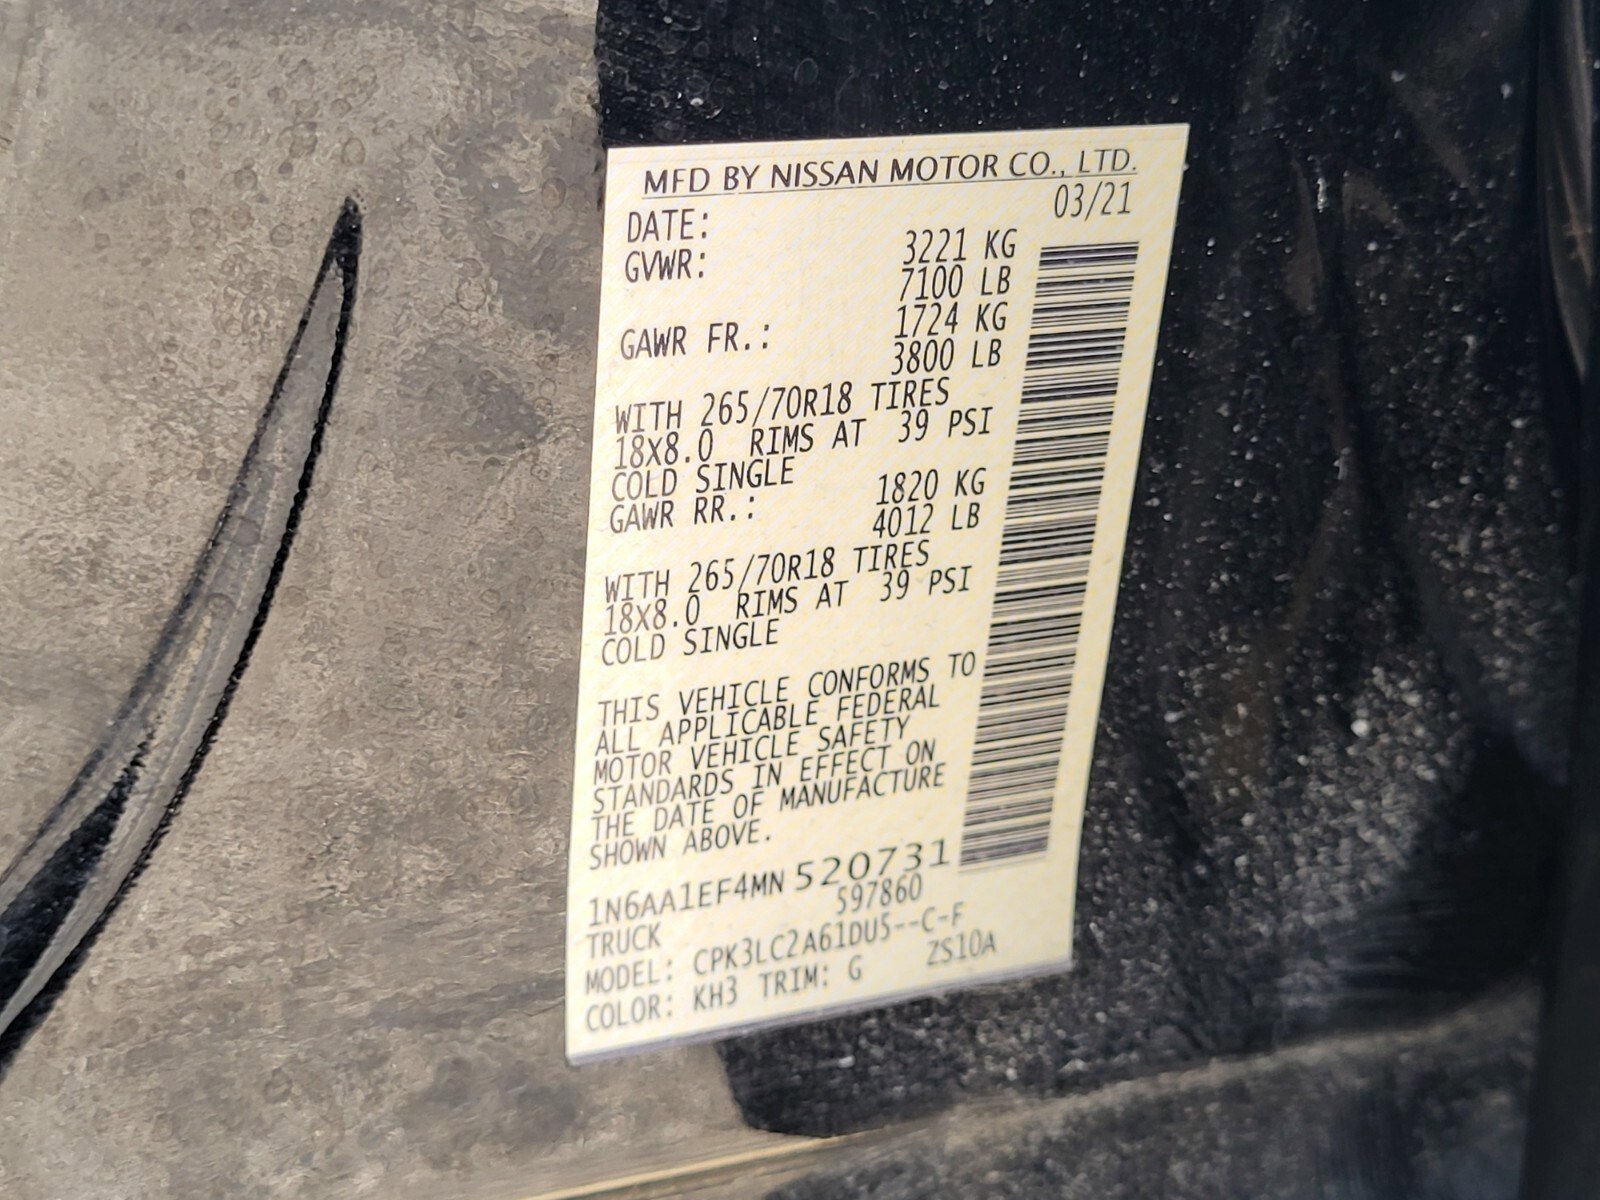 MFD BY NISSAN MOTOR CO., LTD.
DATE: 03/21
GVWR: 3221 KG
7100 LB
GAWR FR.: 1724 KG
3800 LB
WITH 265/70R18 TIRES
18X8.0 RIMS AT 39 PSI
COLD SINGLE
GAWR RR.: 1820 KG
4012 LB
WITH 265/70R18 TIRES
18X8.0 RIMS AT 39 PSI
COLD SINGLE
THIS VEHICLE CONFORMS TO
ALL APPLICABLE FEDERAL
MOTOR VEHICLE SAFETY
STANDARDS IN EFFECT ON
THE DATE OF MANUFACTURE
SHOWN ABOVE.
1N6AA1EF4MN 520731
TRUCK 597860
MODEL: CPK3LC2A61DU5--C-F
COLOR: KH3 TRIM: G ZS10A